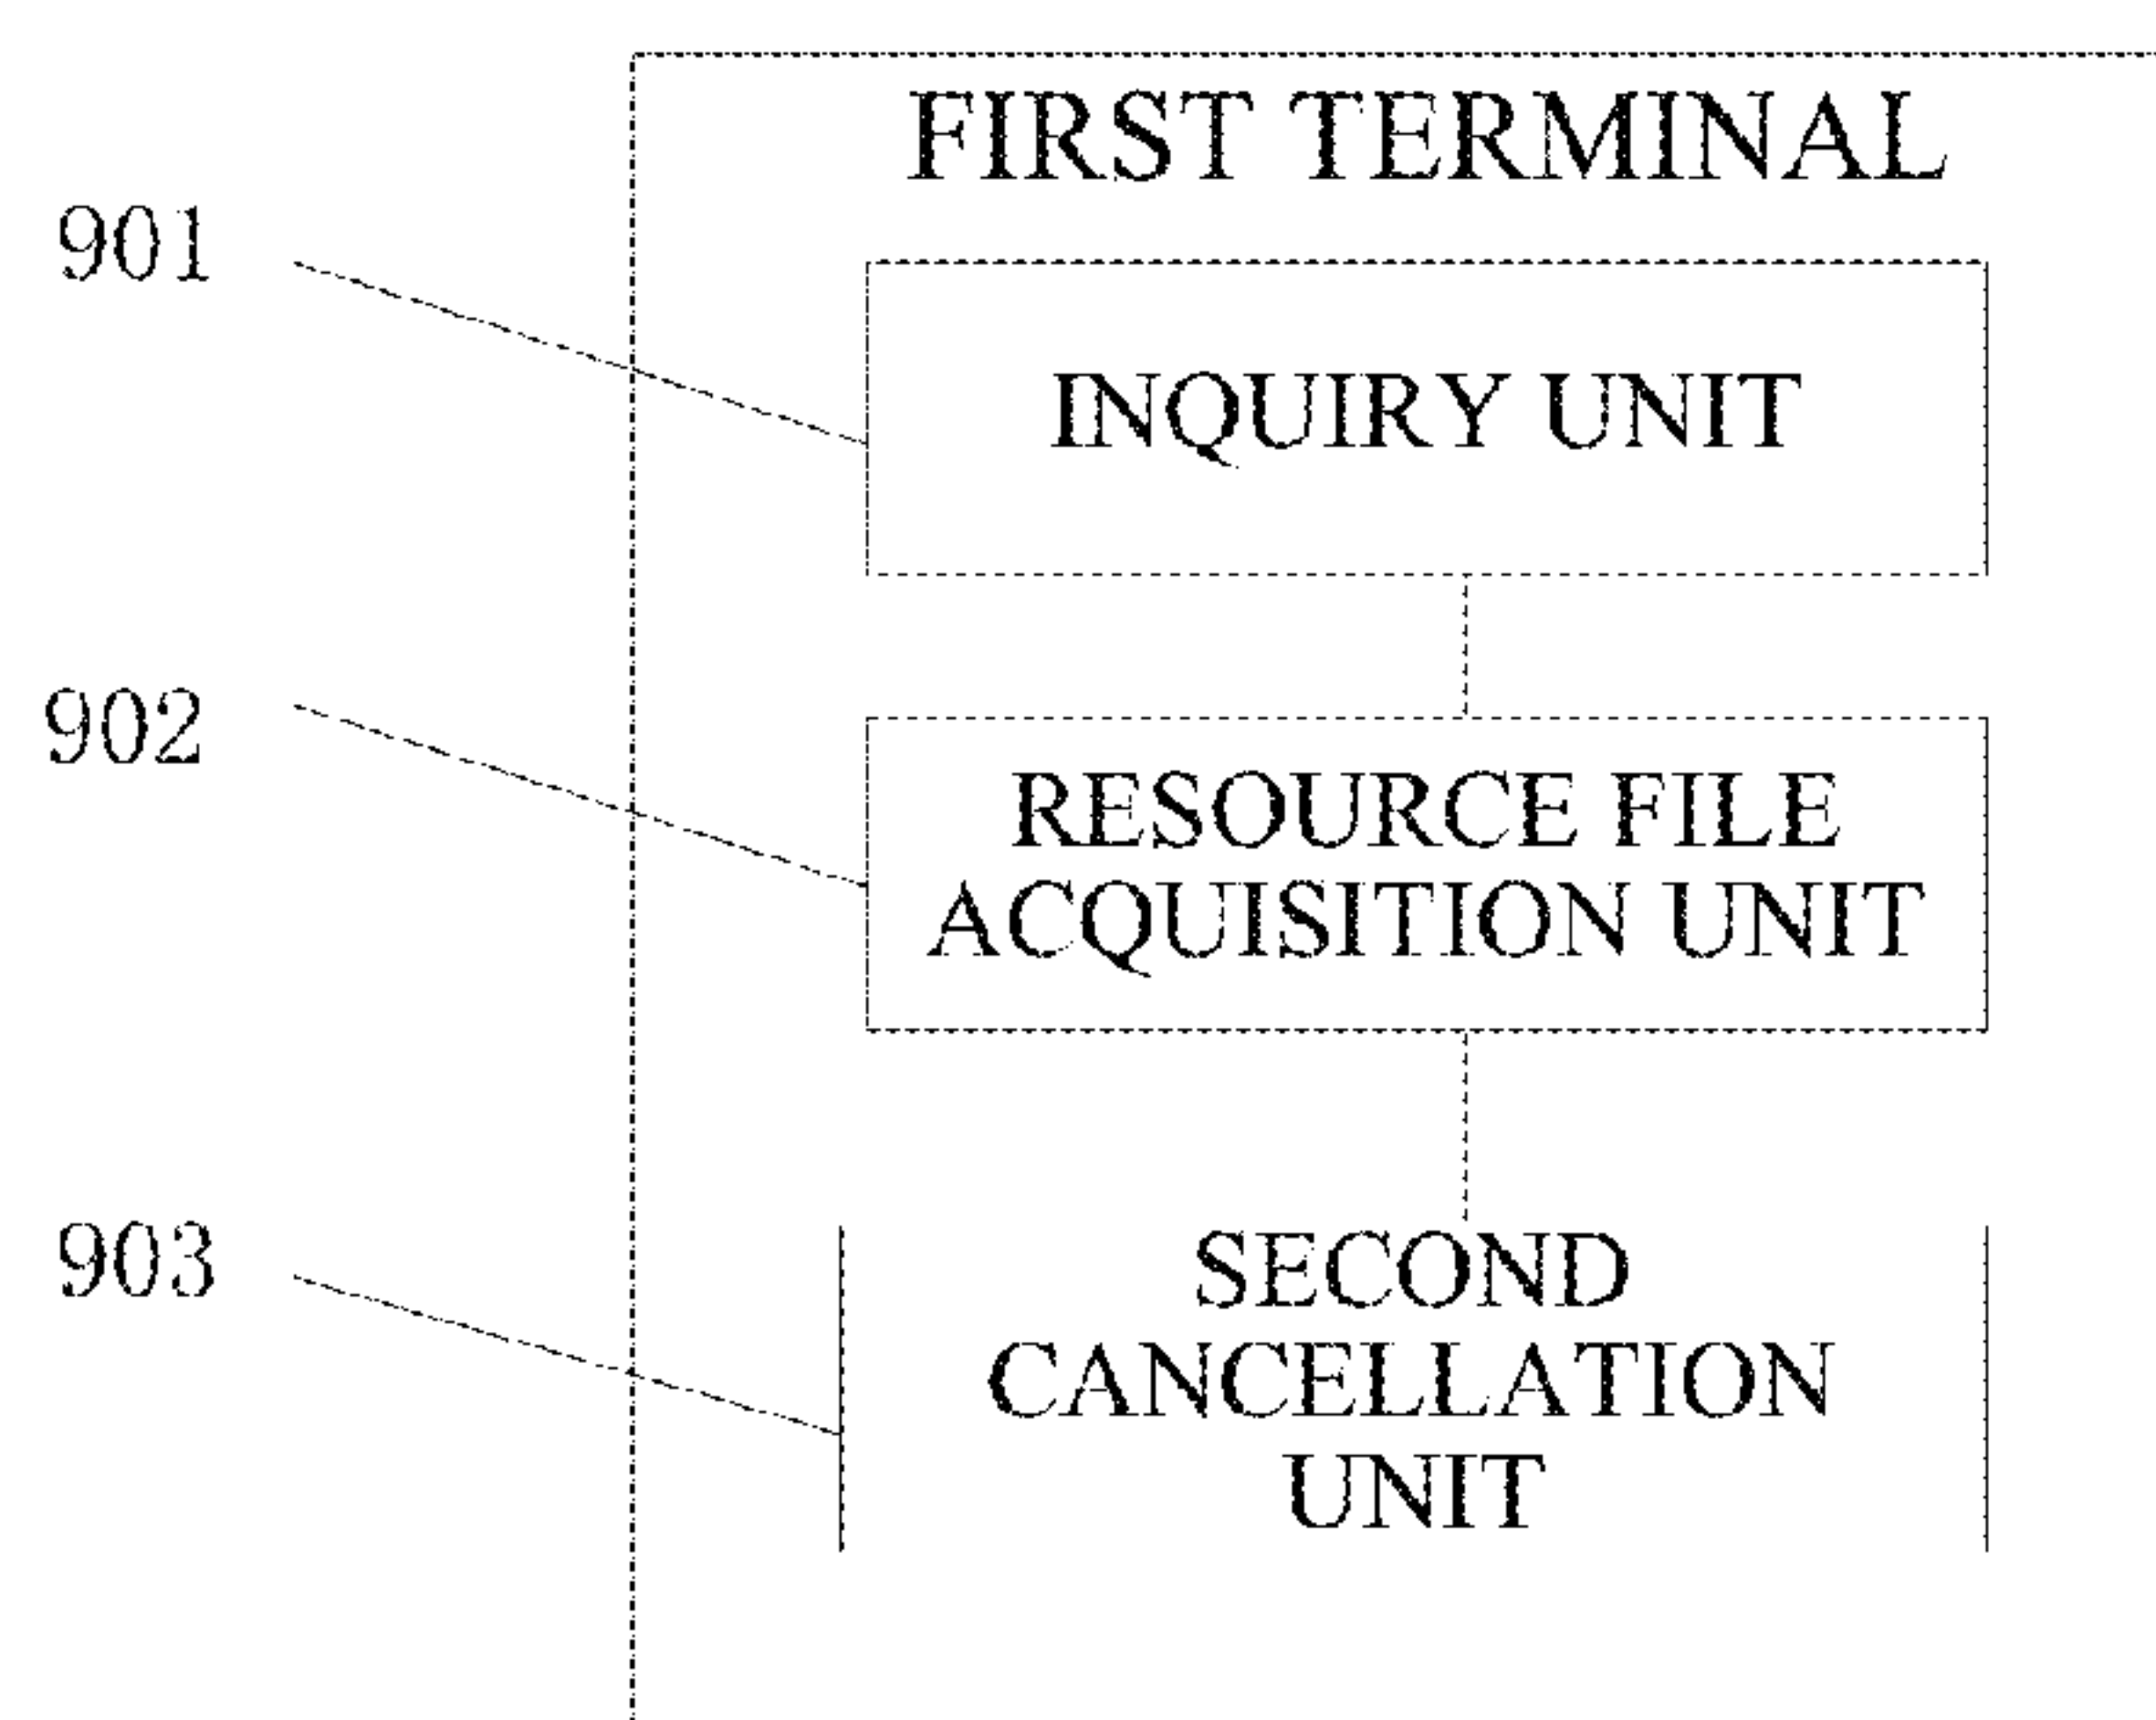 FIRST TERMINAL
901
INQUIRY UNIT
902
RESOURCE FILE
ACQUISITION UNIT
903
SECOND
CANCELLATION
UNIT